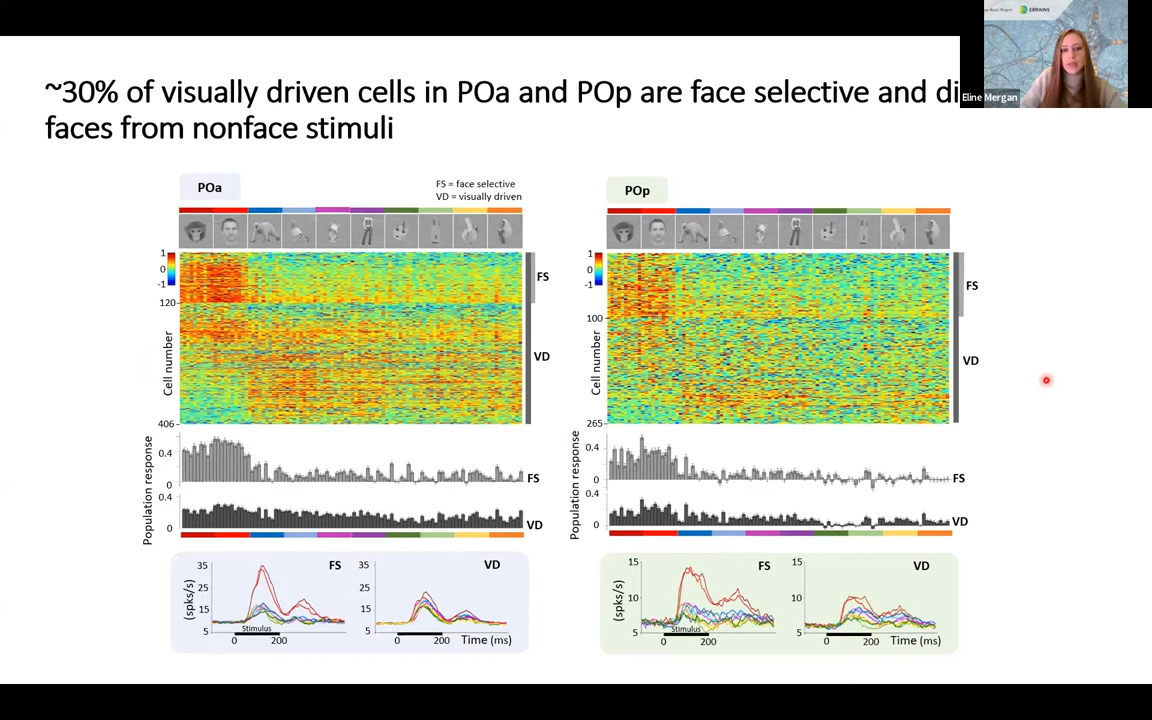 EBRAINS
Eline Mergan
~30% of visually driven cells in POa and POp are face selective and di
faces from nonface stimuli
POa
FS = face selective
VD = visually driven
1
0
-1
120
Cell number
406
FS
VD
Population response
0.4
0
FS
0.4
0
VD
35
25
15
5
(spks/s)
FS
Stimulus
0
200
35
25
15
5
VD
0
200
Time (ms)
POp
1
0
-1
100
Cell number
265
FS
VD
Population response
0.4
0
FS
0.4
0
VD
15
10
5
(spks/s)
FS
Stimulus
0
200
15
10
5
VD
0
200
Time (ms)